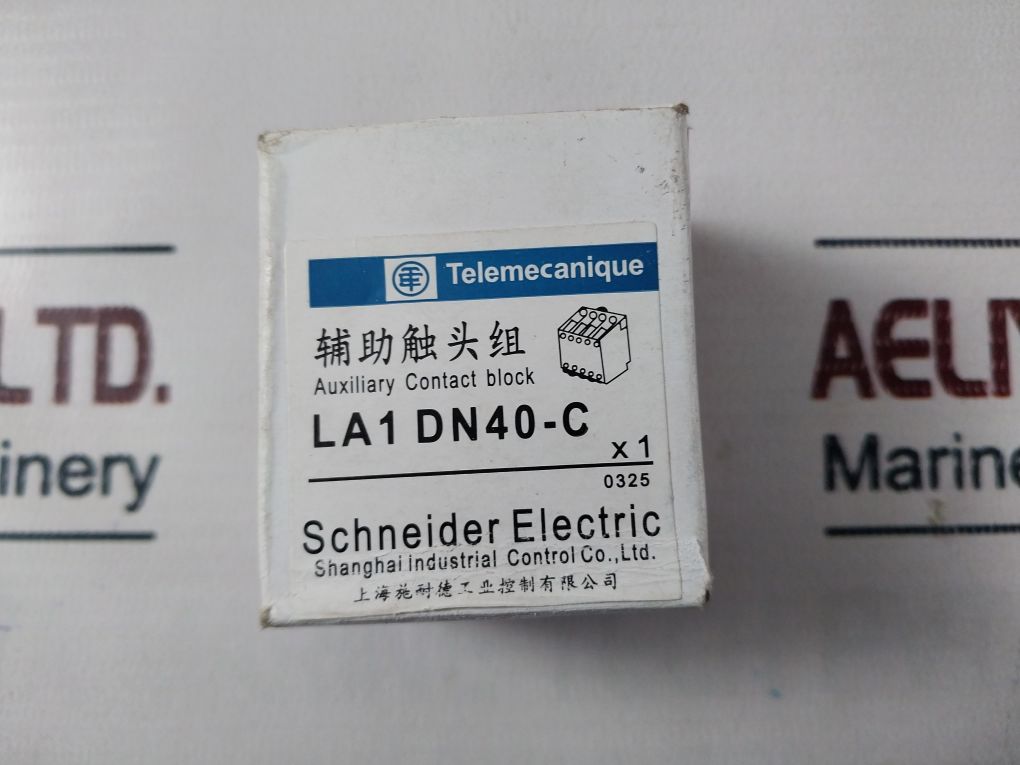 Telemecanique
辅助触头组
Auxiliary Contact block
LA1 DN40-C
x 1
0325
Schneider Electric
Shanghai Industrial Control Co.,Ltd.
上海施耐德工业控制有限公司
LTD.
inery
AELIY
Marine